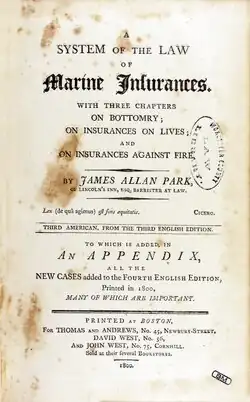 A
SYSTEM OF THE LAW
OF
Marine Insurances.
WITH THREE CHAPTERS
ON BOTTOMRY;
ON INSURANCES ON LIVES;
AND
ON INSURANCES AGAINST FIRE,
BY JAMES ALLAN PARK,
OF LINCOLN'S INN, ESQ; BARRISTER AT LAW.
Lex (de quâ agimus) est fons equitatis. CICERO.
THIRD AMERICAN, FROM THE THIRD ENGLISH EDITION.
TO WHICH IS ADDED, IN
AN APPENDIX,
ALL THE
NEW CASES added to the FOURTH ENGLISH EDITION,
Printed in 1800,
MANY OF WHICH ARE IMPORTANT.
PRINTED AT BOSTON,
FOR THOMAS AND ANDREWS, No. 45, NEWBURY-STREET,
DAVID WEST, No. 56,
AND JOHN WEST, No. 75, CORNHILL.
Sold at their several BOOKSTORES.
1800.